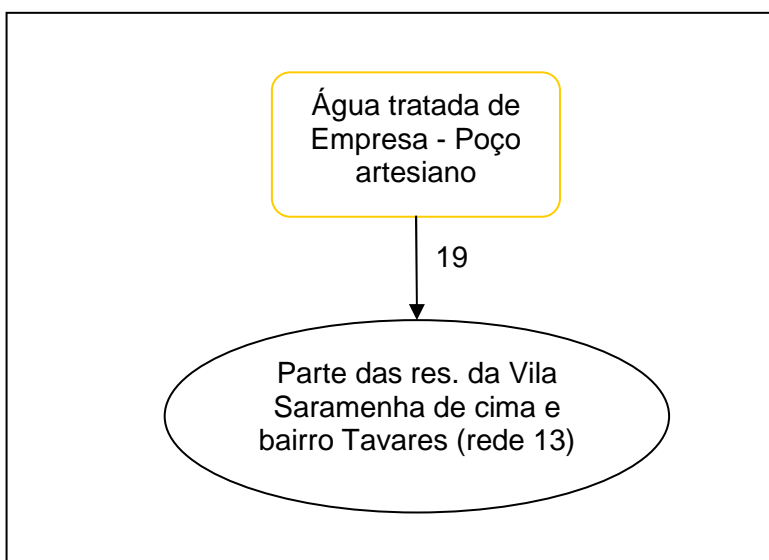 Água tratada de
Empresa - Poço
artesiano
19
Parte das res. da Vila
Saramenha de cima e
bairro Tavares (rede 13)